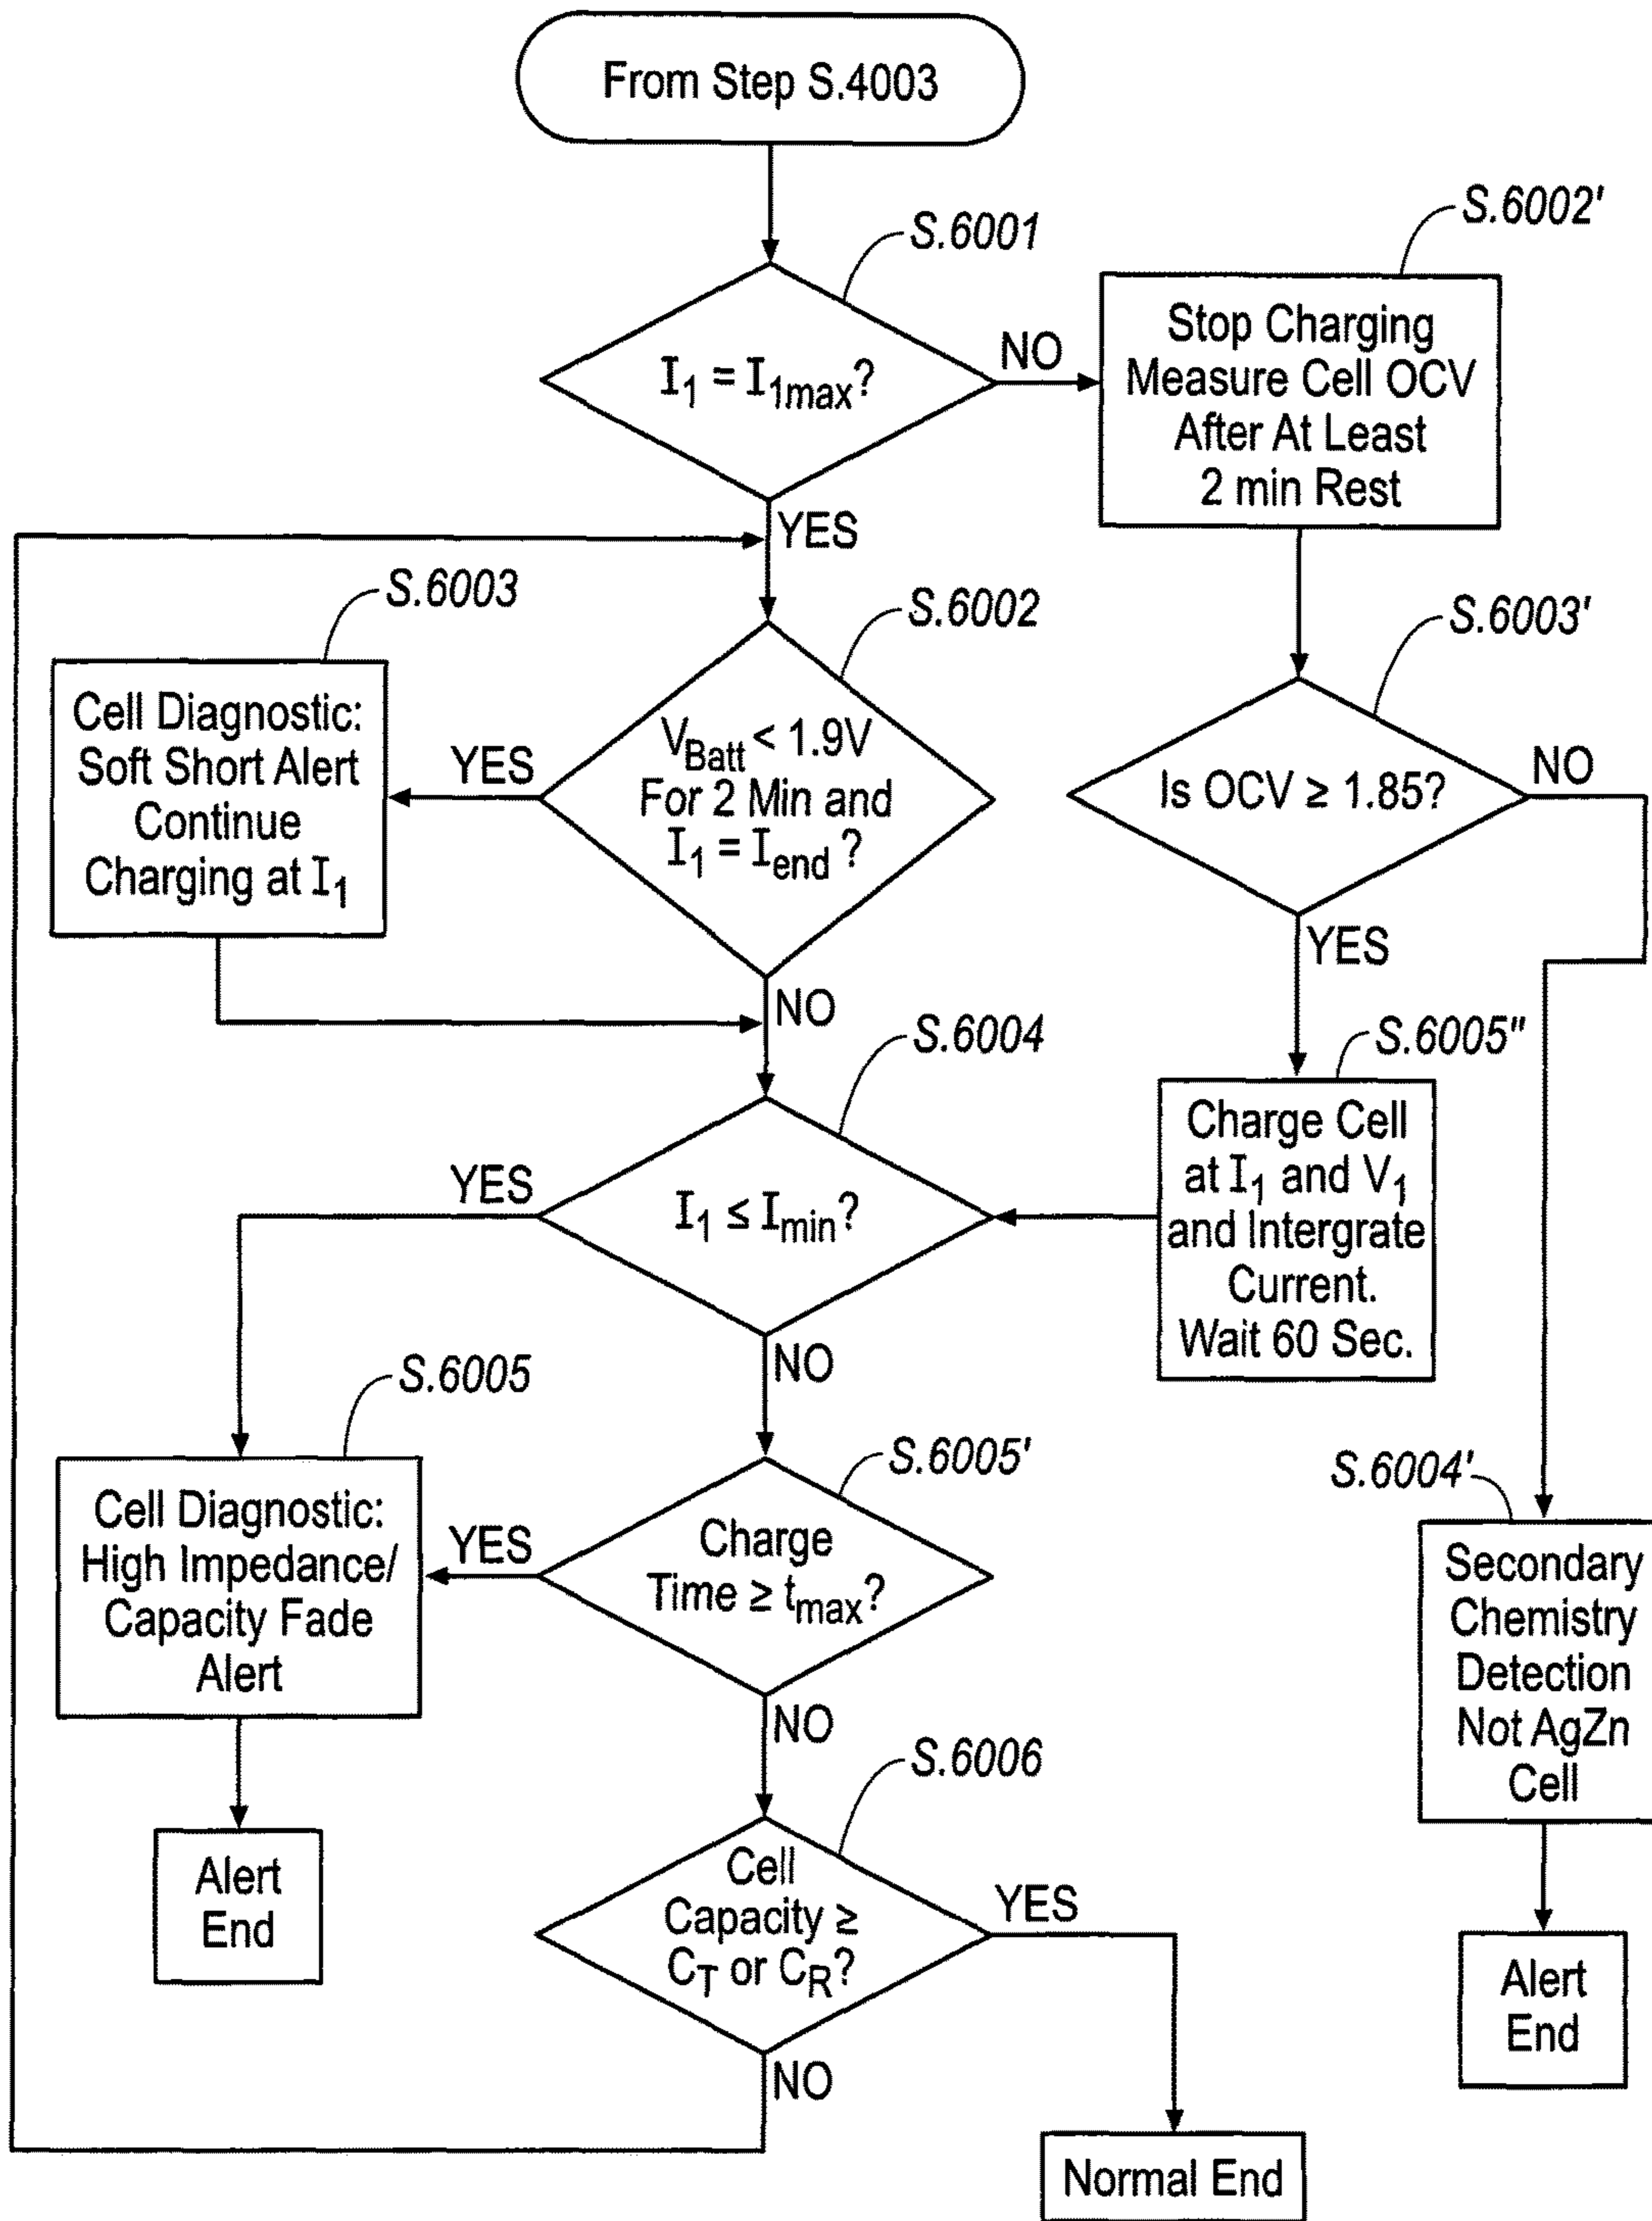 From Step S.4003
S.6001
I1 = I1max?
NO
YES
S.6002'
Stop Charging
Measure Cell OCV
After At Least
2 min Rest
S.6003
Cell Diagnostic:
Soft Short Alert
Continue
Charging at I1
YES
S.6002
VBatt < 1.9V
For 2 Min and
I1 = Iend ?
NO
S.6003'
Is OCV ≥ 1.85?
NO
YES
S.6004
I1 ≤ Imin?
YES
NO
S.6005"
Charge Cell
at I1 and V1
and Intergrate
Current.
Wait 60 Sec.
S.6005
Cell Diagnostic:
High Impedance/
Capacity Fade
Alert
YES
S.6005'
Charge
Time ≥ tmax?
NO
S.6004'
Secondary
Chemistry
Detection
Not AgZn
Cell
Alert
End
S.6006
Cell
Capacity ≥
CT or CR?
YES
NO
Alert
End
Normal End